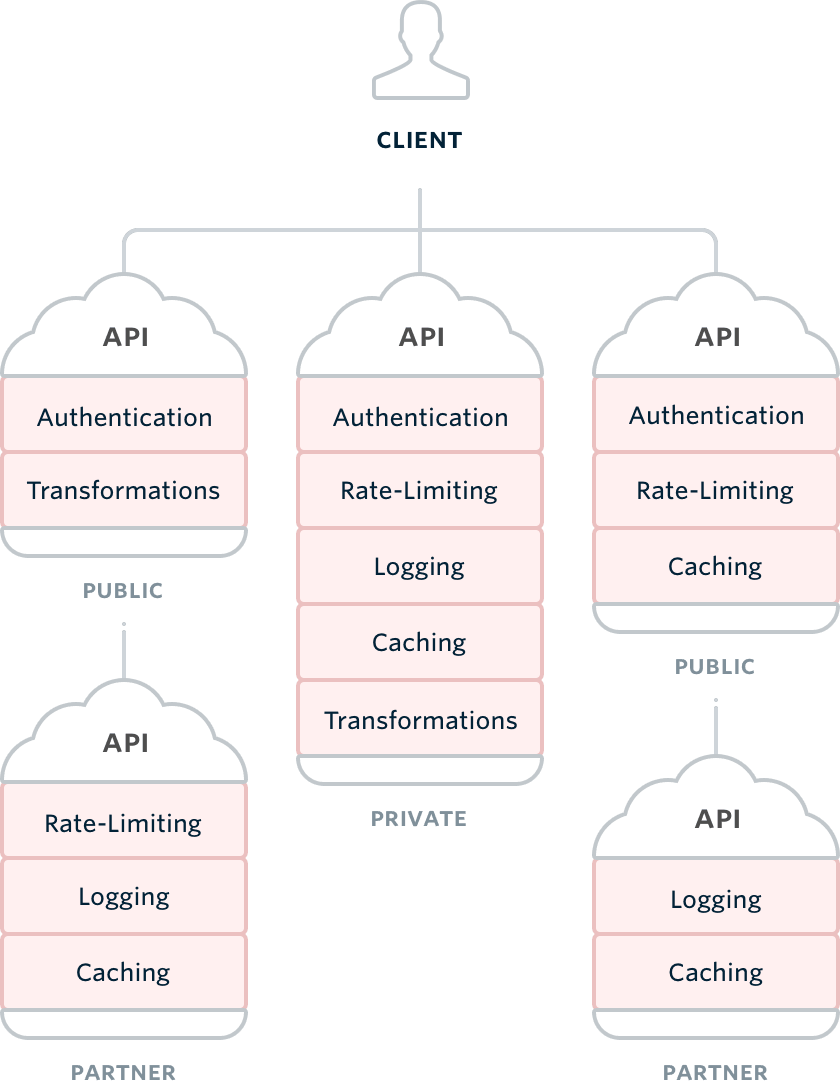 CLIENT
API
Authentication
Transformations
PUBLIC
API
Rate-Limiting
Logging
Caching
PARTNER
API
Authentication
Rate-Limiting
Logging
Caching
Transformations
PRIVATE
API
Authentication
Rate-Limiting
Caching
PUBLIC
API
Logging
Caching
PARTNER